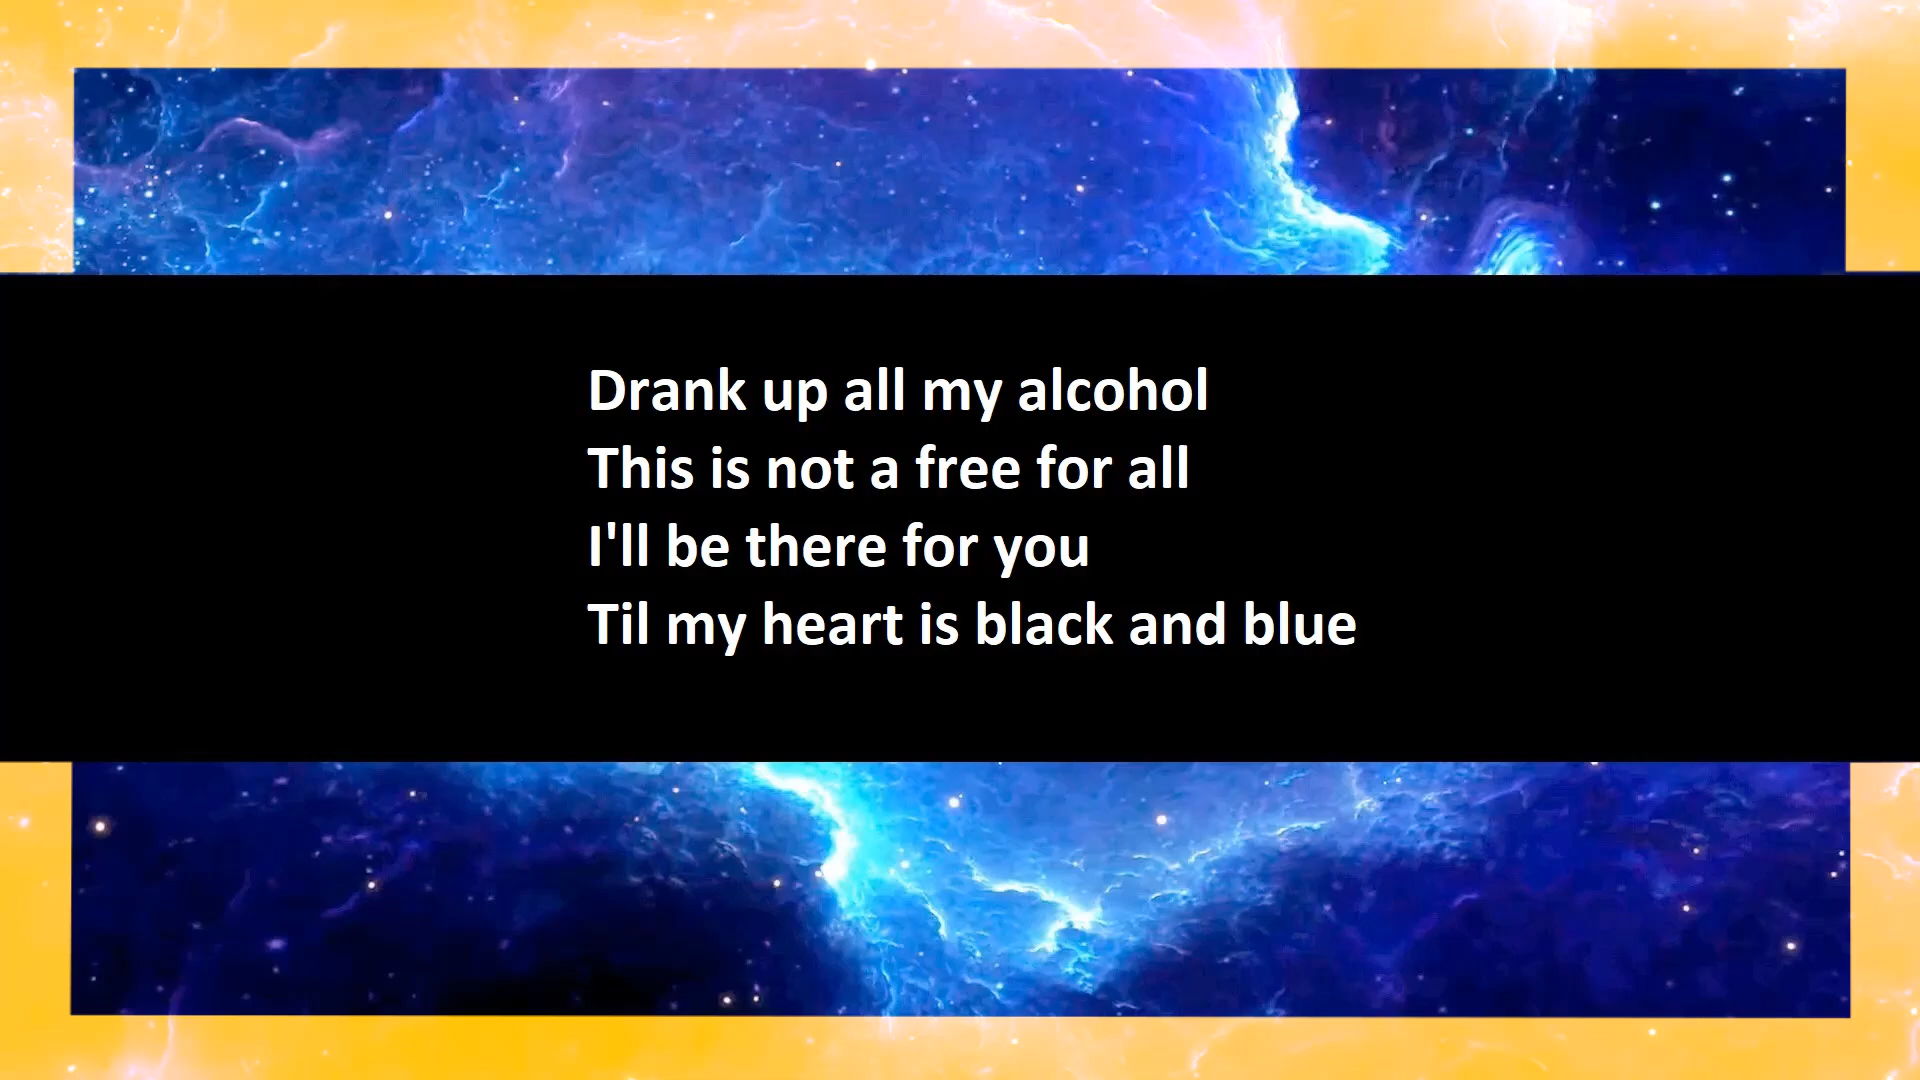 Drank up all my alcohol
This is not a free for all
I'll be there for you
Til my heart is black and blue